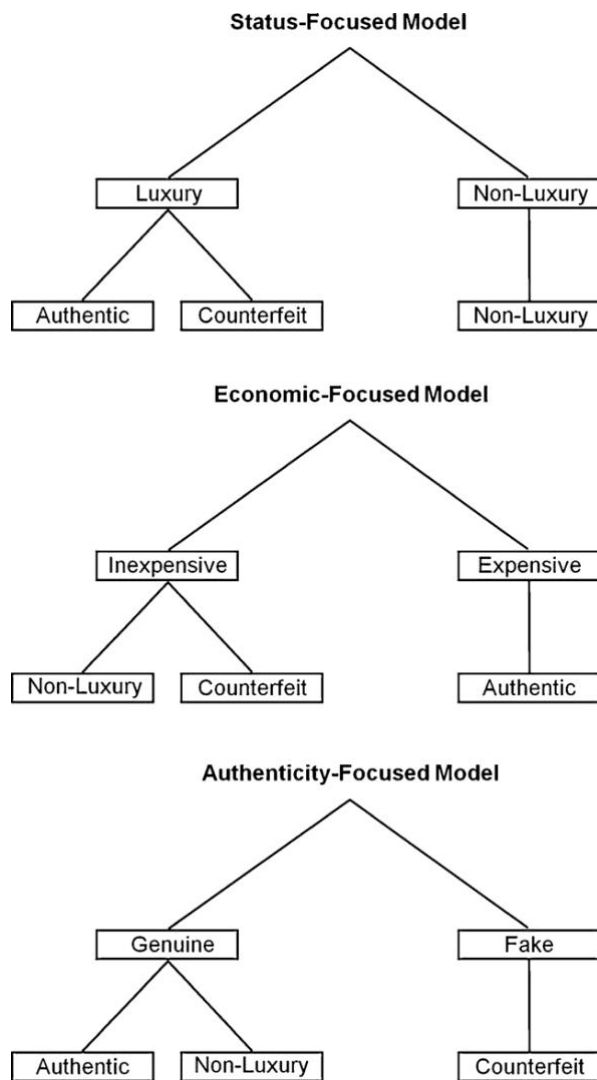 Status-Focused Model
Luxury
Non-Luxury
Authentic
Counterfeit
Non-Luxury
Economic-Focused Model
Inexpensive
Expensive
Non-Luxury
Counterfeit
Authentic
Authenticity-Focused Model
Genuine
Fake
Authentic
Non-Luxury
Counterfeit